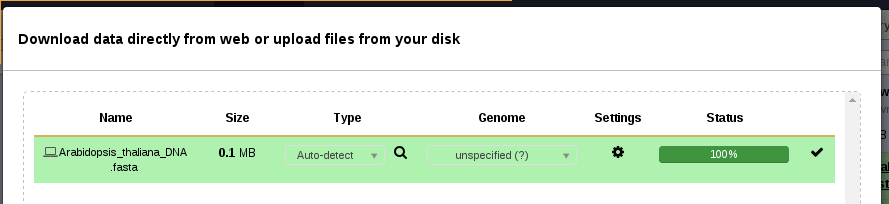 Download data directly from web or upload files from your disk
Name Size Type Genome Settings Status
Arabidopsis_thaliana_DNA 0.1 MB Auto-detect unspecified (?) 100%
.fasta